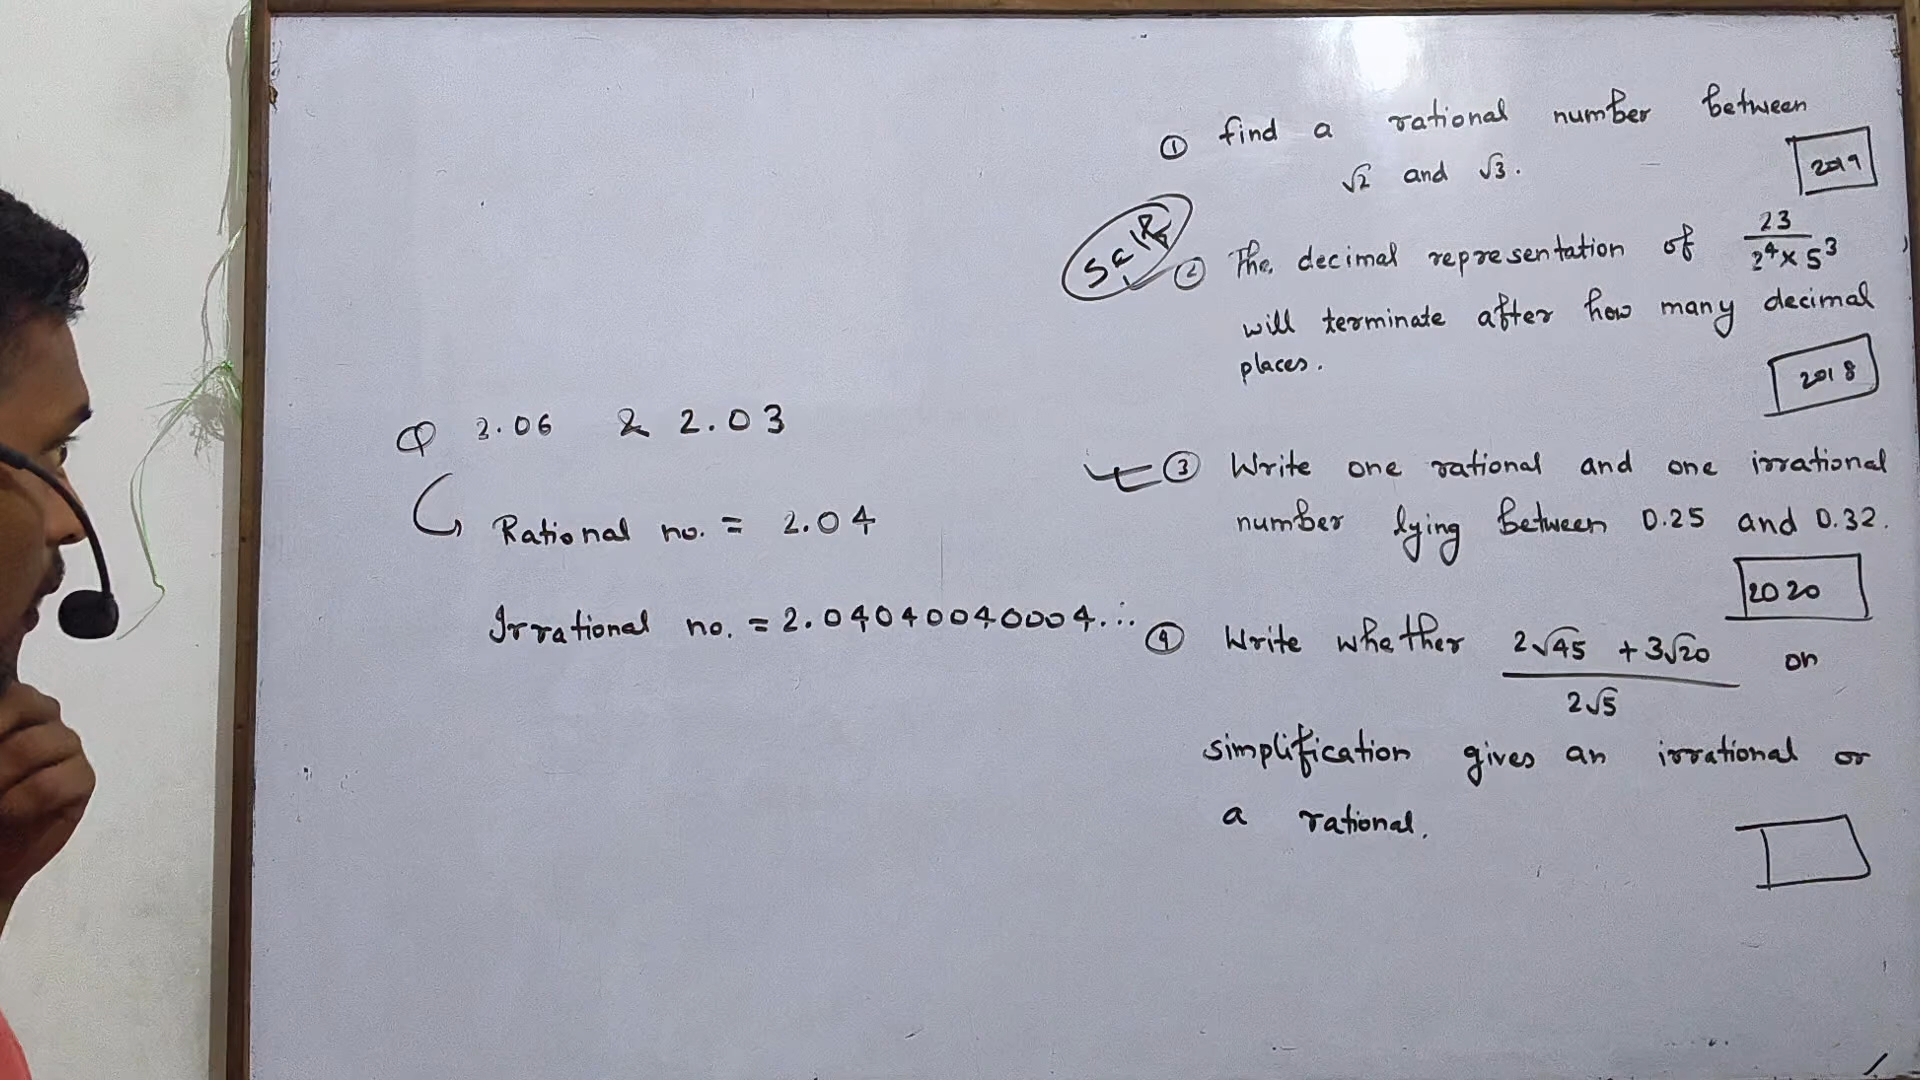 Q 2.06 & 2.03
Rational no. = 2.04
Irrational no. = 2.04040040004...
① find a rational number between
√2 and √3.
2019
Self
② The decimal representation of 23/2⁴×5³
will terminate after how many decimal
places.
2018
③ Write one rational and one irrational
number lying between 0.25 and 0.32.
2020
④ Write whether (2√45 + 3√20)/2√5 on
simplification gives an irrational or
a rational.